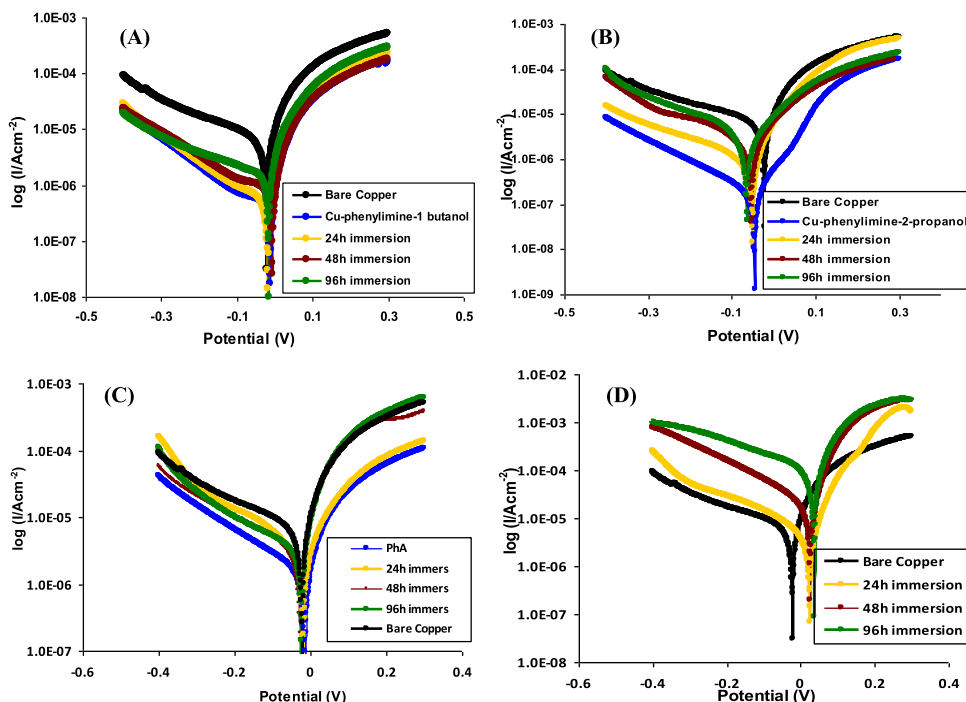 (A)
log (I/Acm-2)
1.0E-03
1.0E-04
1.0E-05
1.0E-06
1.0E-07
1.0E-08
-0.5
-0.3
-0.1
0.1
0.3
0.5
Potential (V)
Bare Copper
Cu-phenylimine-1 butanol
24h immersion
48h immersion
96h immersion
(B)
log (I/Acm-2)
1.0E-03
1.0E-04
1.0E-05
1.0E-06
1.0E-07
1.0E-08
1.0E-09
-0.5
-0.3
-0.1
0.1
0.3
Potential (V)
Bare Copper
Cu-phenylimine-2-propanol
24h immersion
48h immersion
96h immersion
(C)
log (I/Acm-2)
1.0E-03
1.0E-04
1.0E-05
1.0E-06
1.0E-07
-0.6
-0.4
-0.2
0
0.2
0.4
Potential (V)
PhA
24h immers
48h immers
96h immers
Bare Copper
(D)
log (I/Acm-2)
1.0E-02
1.0E-03
1.0E-04
1.0E-05
1.0E-06
1.0E-07
1.0E-08
-0.6
-0.4
-0.2
0
0.2
0.4
Potential (V)
Bare Copper
24h immersion
48h immersion
96h immersion